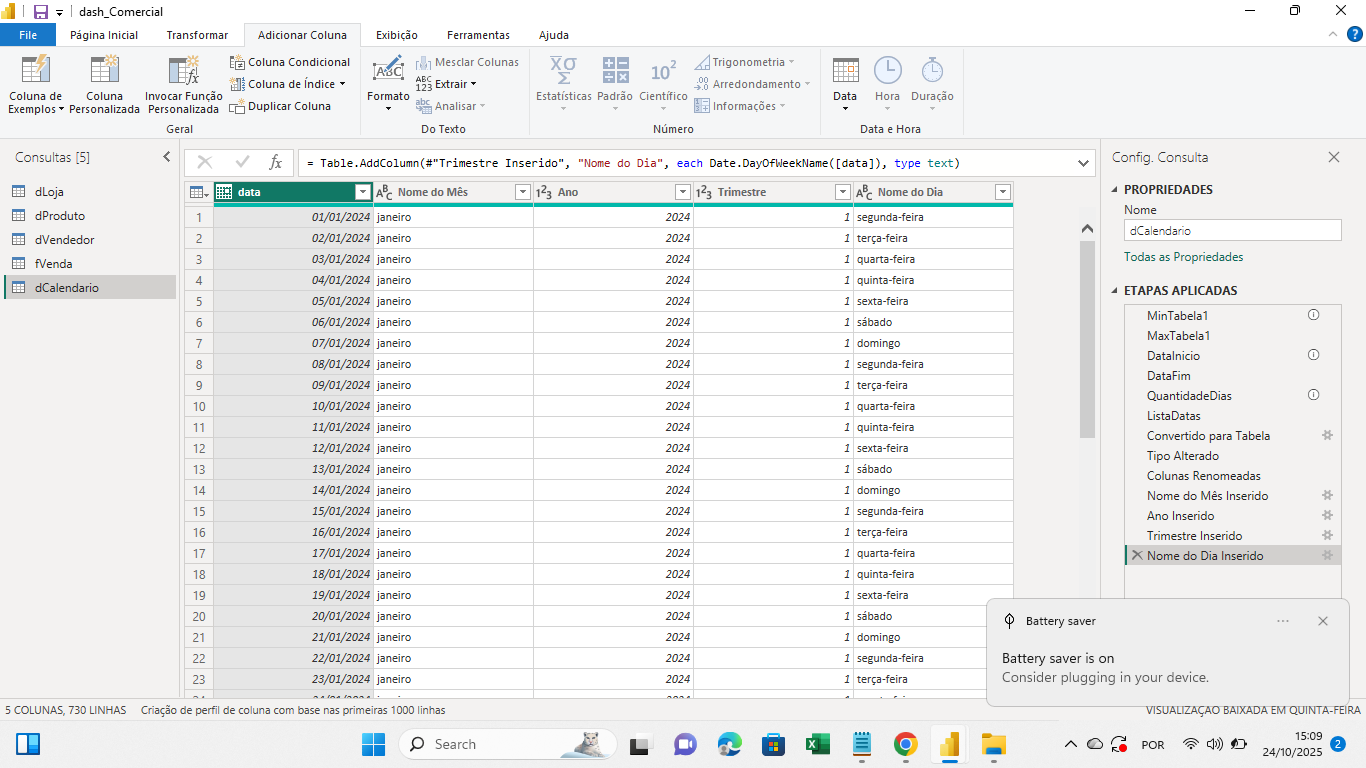 dash_Comercial
File Página Inicial Transformar Adicionar Coluna Exibição Ferramentas Ajuda
Coluna de Exemplos
Coluna Personalizada
Invocar Função Personalizada
Coluna Condicional
Coluna de Índice
Duplicar Coluna
Geral
Formato
Mesclar Colunas
Extrair
Analisar
Do Texto
Estatísticas
Padrão
Científico
Trigonometria
Arredondamento
Informações
Número
Data
Hora
Duração
Data e Hora
Consultas [5]
dLoja
dProduto
dVendedor
fVenda
dCalendario
= Table.AddColumn(#"Trimestre Inserido", "Nome do Dia", each Date.DayOfWeekName([data]), type text)
data Nome do Mês Ano Trimestre Nome do Dia
1 01/01/2024 janeiro 2024 1 segunda-feira
2 02/01/2024 janeiro 2024 1 terça-feira
3 03/01/2024 janeiro 2024 1 quarta-feira
4 04/01/2024 janeiro 2024 1 quinta-feira
5 05/01/2024 janeiro 2024 1 sexta-feira
6 06/01/2024 janeiro 2024 1 sábado
7 07/01/2024 janeiro 2024 1 domingo
8 08/01/2024 janeiro 2024 1 segunda-feira
9 09/01/2024 janeiro 2024 1 terça-feira
10 10/01/2024 janeiro 2024 1 quarta-feira
11 11/01/2024 janeiro 2024 1 quinta-feira
12 12/01/2024 janeiro 2024 1 sexta-feira
13 13/01/2024 janeiro 2024 1 sábado
14 14/01/2024 janeiro 2024 1 domingo
15 15/01/2024 janeiro 2024 1 segunda-feira
16 16/01/2024 janeiro 2024 1 terça-feira
17 17/01/2024 janeiro 2024 1 quarta-feira
18 18/01/2024 janeiro 2024 1 quinta-feira
19 19/01/2024 janeiro 2024 1 sexta-feira
20 20/01/2024 janeiro 2024 1 sábado
21 21/01/2024 janeiro 2024 1 domingo
22 22/01/2024 janeiro 2024 1 segunda-feira
23 23/01/2024 janeiro 2024 1 terça-feira
Config. Consulta
PROPRIEDADES
Nome
dCalendario
Todas as Propriedades
ETAPAS APLICADAS
MinTabela1
MaxTabela1
DataInicio
DataFim
QuantidadeDias
ListaDatas
Convertido para Tabela
Tipo Alterado
Colunas Renomeadas
Nome do Mês Inserido
Ano Inserido
Trimestre Inserido
Nome do Dia Inserido
Battery saver
Battery saver is on
Consider plugging in your device.
5 COLUNAS, 730 LINHAS Criação de perfil de coluna com base nas primeiras 1000 linhas
VISUALIZAÇÃO BAIXADA EM QUINTA-FEIRA
Search
POR
15:09
24/10/2025
2